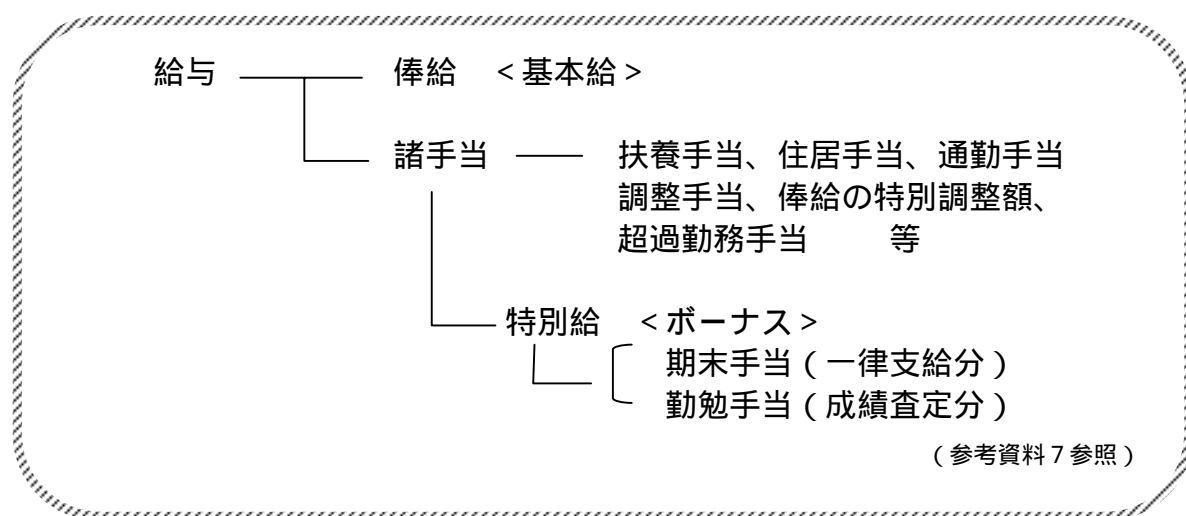 給与 俸給 <基本給>
諸手当 扶養手当、住居手当、通勤手当
調整手当、俸給の特別調整額、
超過勤務手当 等
特別給 <ボーナス>
期末手当(一律支給分)
勤勉手当(成績査定分)
(参考資料7参照)